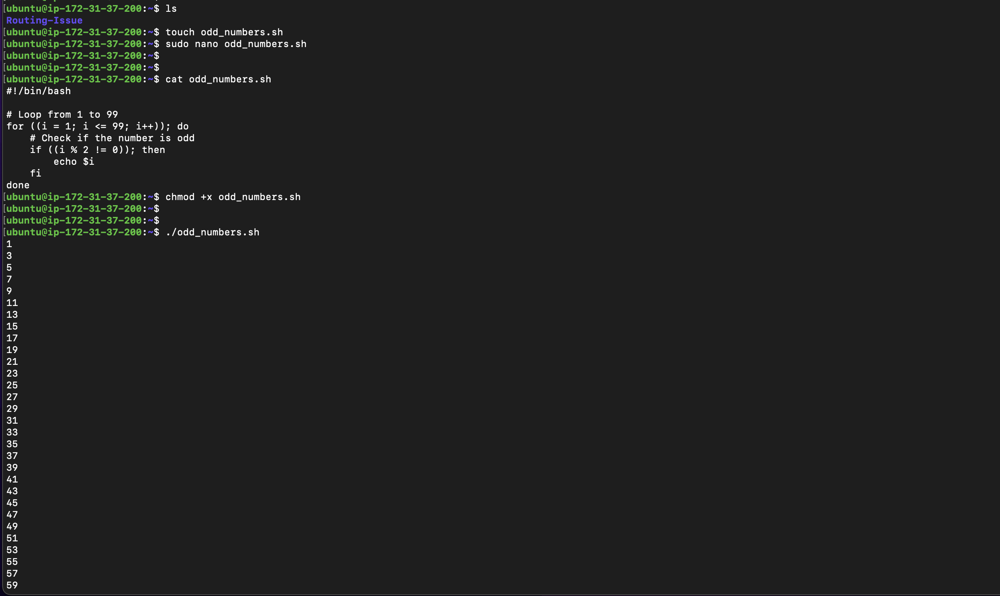 [ubuntu@ip-172-31-37-200:~$ ls
Routing-Issue
[ubuntu@ip-172-31-37-200:~$ touch odd_numbers.sh
[ubuntu@ip-172-31-37-200:~$ sudo nano odd_numbers.sh
[ubuntu@ip-172-31-37-200:~$
[ubuntu@ip-172-31-37-200:~$
[ubuntu@ip-172-31-37-200:~$ cat odd_numbers.sh
#!/bin/bash

# Loop from 1 to 99
for ((i = 1; i <= 99; i++)); do
    # Check if the number is odd
    if ((i % 2 != 0)); then
        echo $i
    fi
done
[ubuntu@ip-172-31-37-200:~$ chmod +x odd_numbers.sh
[ubuntu@ip-172-31-37-200:~$
[ubuntu@ip-172-31-37-200:~$
[ubuntu@ip-172-31-37-200:~$ ./odd_numbers.sh
1
3
5
7
9
11
13
15
17
19
21
23
25
27
29
31
33
35
37
39
41
43
45
47
49
51
53
55
57
59